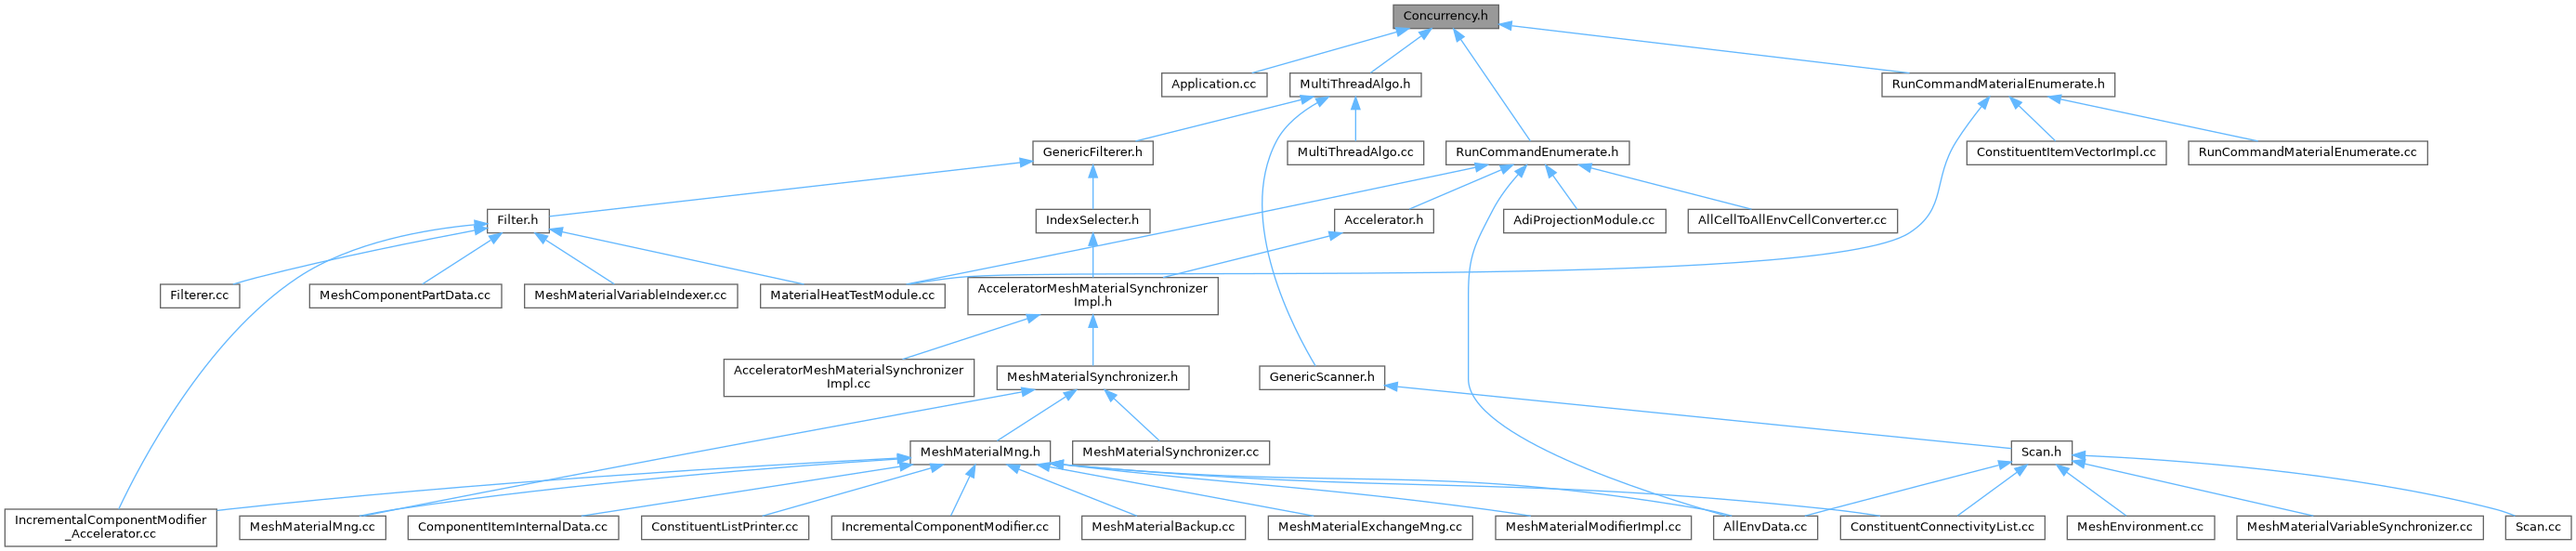 Concurrency.h
Application.cc
MultiThreadAlgo.h
RunCommandMaterialEnumerate.h
GenericFilterer.h
MultiThreadAlgo.cc
RunCommandEnumerate.h
ConstituentItemVectorImpl.cc
RunCommandMaterialEnumerate.cc
Filter.h
IndexSelecter.h
Accelerator.h
AdiProjectionModule.cc
AllCellToAllEnvCellConverter.cc
Filterer.cc
MeshComponentPartData.cc
MeshMaterialVariableIndexer.cc
MaterialHeatTestModule.cc
AcceleratorMeshMaterialSynchronizer
Impl.h
AcceleratorMeshMaterialSynchronizer
Impl.cc
MeshMaterialSynchronizer.h
GenericScanner.h
MeshMaterialMng.h
MeshMaterialSynchronizer.cc
Scan.h
IncrementalComponentModifier
_Accelerator.cc
MeshMaterialMng.cc
ComponentItemInternalData.cc
ConstituentListPrinter.cc
IncrementalComponentModifier.cc
MeshMaterialBackup.cc
MeshMaterialExchangeMng.cc
MeshMaterialModifierImpl.cc
AllEnvData.cc
ConstituentConnectivityList.cc
MeshEnvironment.cc
MeshMaterialVariableSynchronizer.cc
Scan.cc